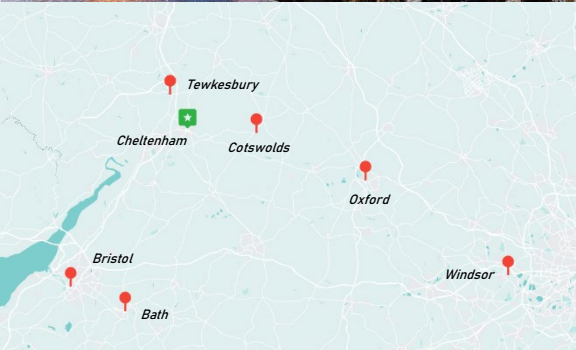 Tewkesbury
Cheltenham
Cotswolds
Oxford
Bristol
Windsor
Bath